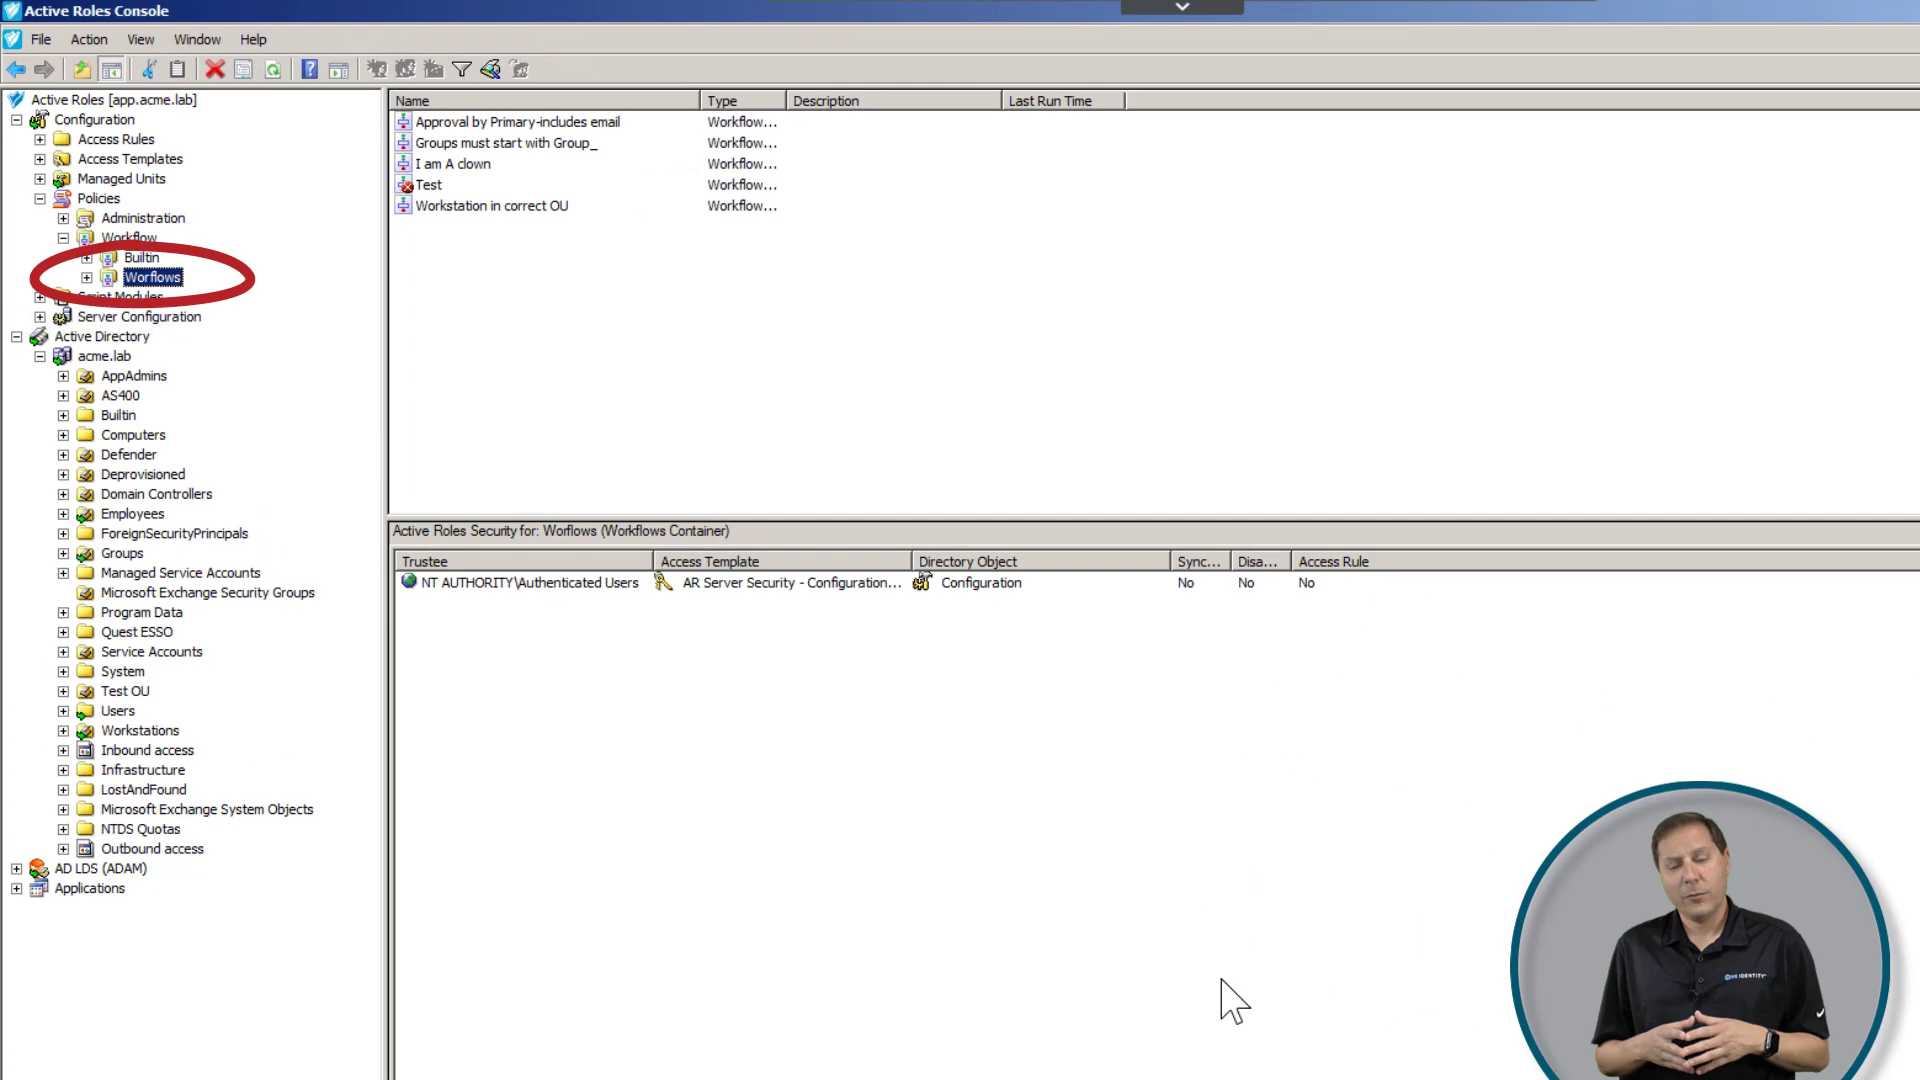 Active Roles Console
File Action View Window Help
Active Roles [app.acme.lab]
Configuration
Access Rules
Access Templates
Managed Units
Policies
Administration
Workflow
Builtin
Worflows
Script Modules
Server Configuration
Active Directory
acme.lab
AppAdmins
AS400
Builtin
Computers
Defender
Deprovisioned
Domain Controllers
Employees
ForeignSecurityPrincipals
Groups
Managed Service Accounts
Microsoft Exchange Security Groups
Program Data
Quest ESSO
Service Accounts
System
Test OU
Users
Workstations
Inbound access
Infrastructure
LostAndFound
Microsoft Exchange System Objects
NTDS Quotas
Outbound access
AD LDS (ADAM)
Applications
Name Type Description Last Run Time
Approval by Primary-includes email Workflow...
Groups must start with Group_ Workflow...
I am A clown Workflow...
Test Workflow...
Workstation in correct OU Workflow...
Active Roles Security for: Worflows (Workflows Container)
Trustee Access Template Directory Object Sync... Disa... Access Rule
NT AUTHORITY\Authenticated Users AR Server Security - Configuration... Configuration No No No
ONE IDENTITY